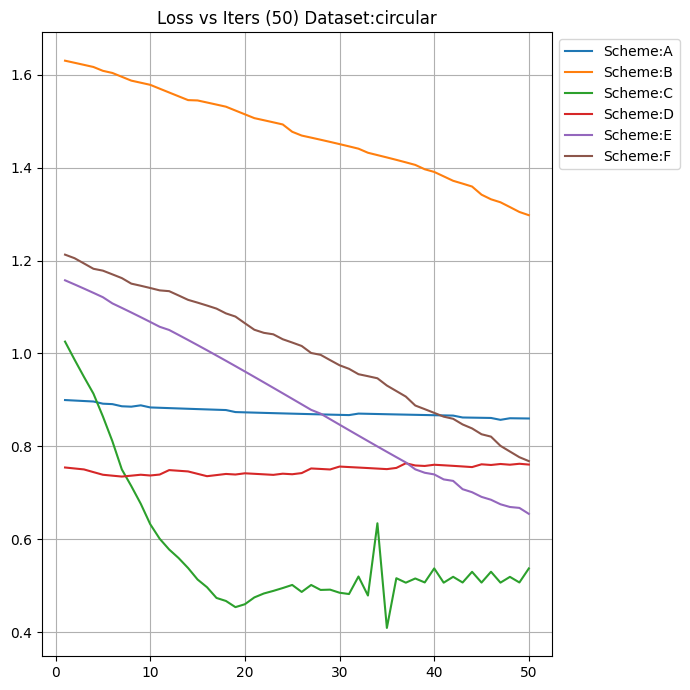 Loss vs Iters (50) Dataset:circular
Scheme:A
Scheme:B
Scheme:C
Scheme:D
Scheme:E
Scheme:F
1.6
1.4
1.2
1.0
0.8
0.6
0.4
0 10 20 30 40 50